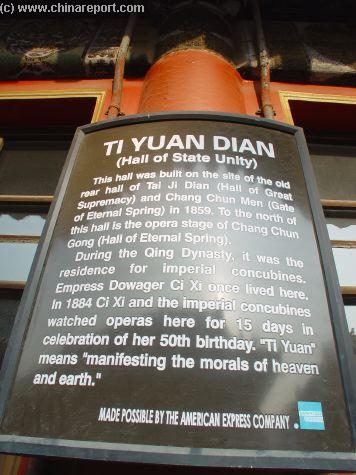 (c) www.chinareport.com
TI YUAN DIAN
(Hall of State Unity)
This hall was built on the site of the old
rear hall of Tai Ji Dian (Hall of Great
Supremacy) and Chang Chun Men (Gate
of Eternal Spring) in 1859. To the north of
this hall is the opera stage of Chang Chun
Gong (Hall of Eternal Spring).
During the Qing Dynasty, it was the
residence for imperial concubines.
Empress Dowager Ci Xi once lived here.
In 1884 Ci Xi and the imperial concubines
watched operas here for 15 days in
celebration of her 50th birthday. "Ti Yuan"
means "manifesting the morals of heaven
and earth."
MADE POSSIBLE BY THE AMERICAN EXPRESS COMPANY